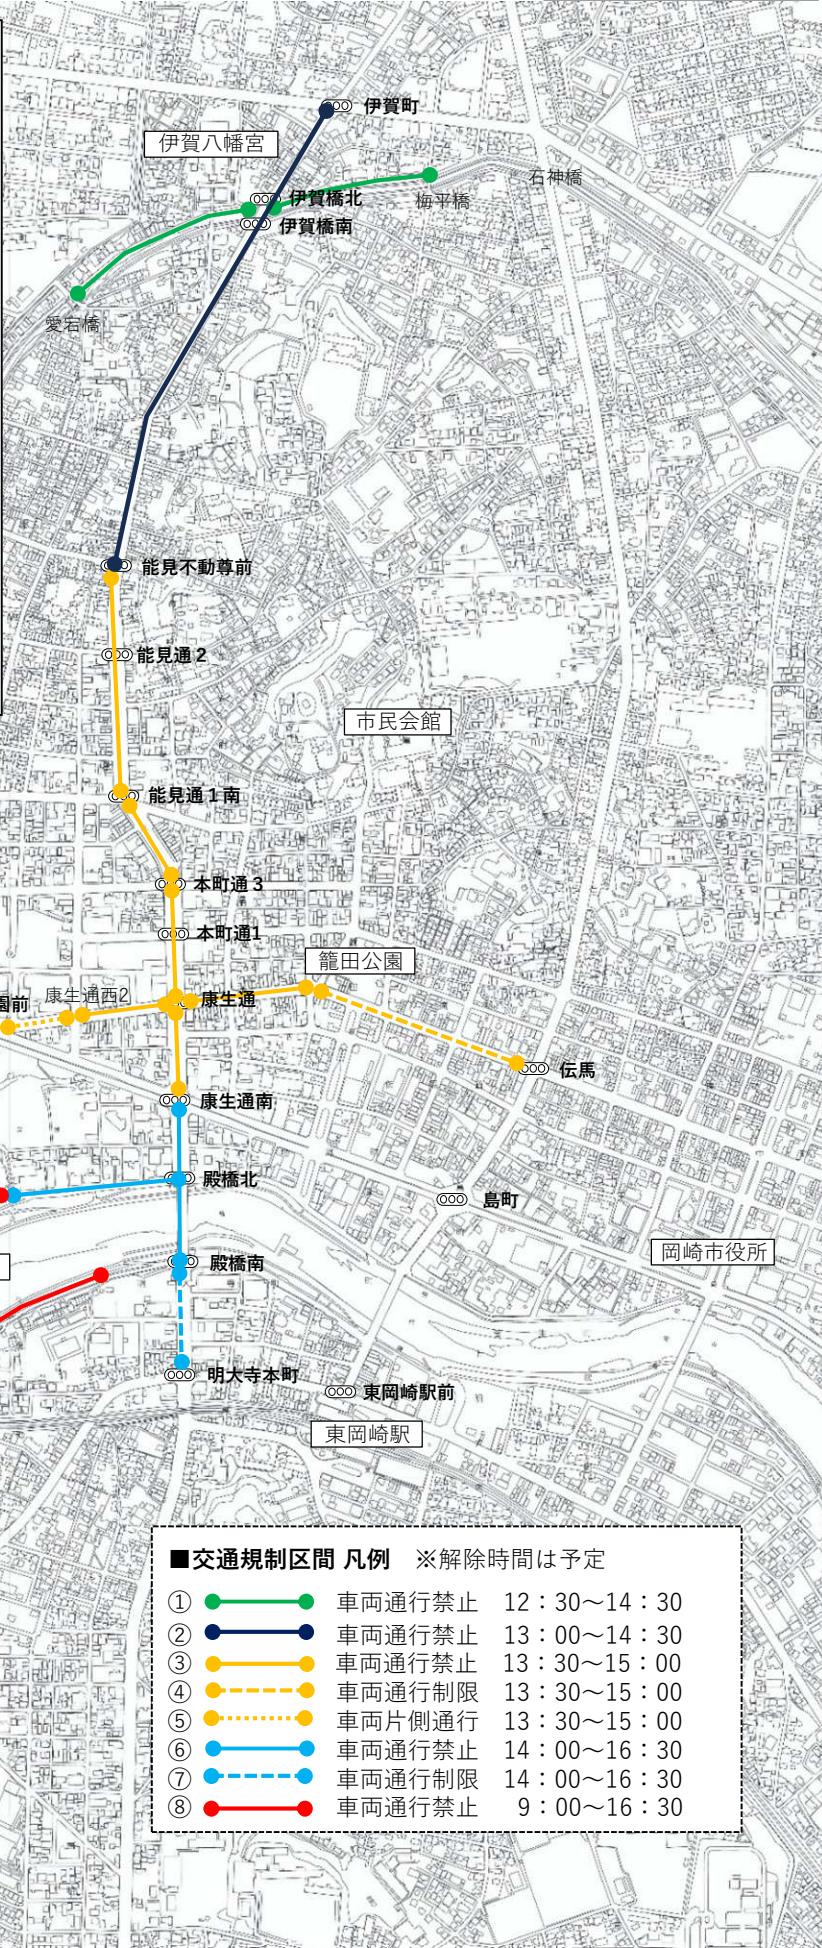 伊賀町
伊賀八幡宮
石神橋
伊賀橋北
梅平橋
伊賀橋南
愛宕橋
能見不動尊前
能見通2
市民会館
能見通1南
本町通3
本町通1
籠田公園
康生通西2
園前
康生通
伝馬
康生通南
殿橋北
島町
岡崎市役所
殿橋南
明大寺本町
東岡崎駅前
東岡崎駅
■交通規制区間 凡例 ※解除時間は予定
① 車両通行禁止 12：30～14：30
② 車両通行禁止 13：00～14：30
③ 車両通行禁止 13：30～15：00
④ 車両通行制限 13：30～15：00
⑤ 車両片側通行 13：30～15：00
⑥ 車両通行禁止 14：00～16：30
⑦ 車両通行制限 14：00～16：30
⑧ 車両通行禁止 9：00～16：30